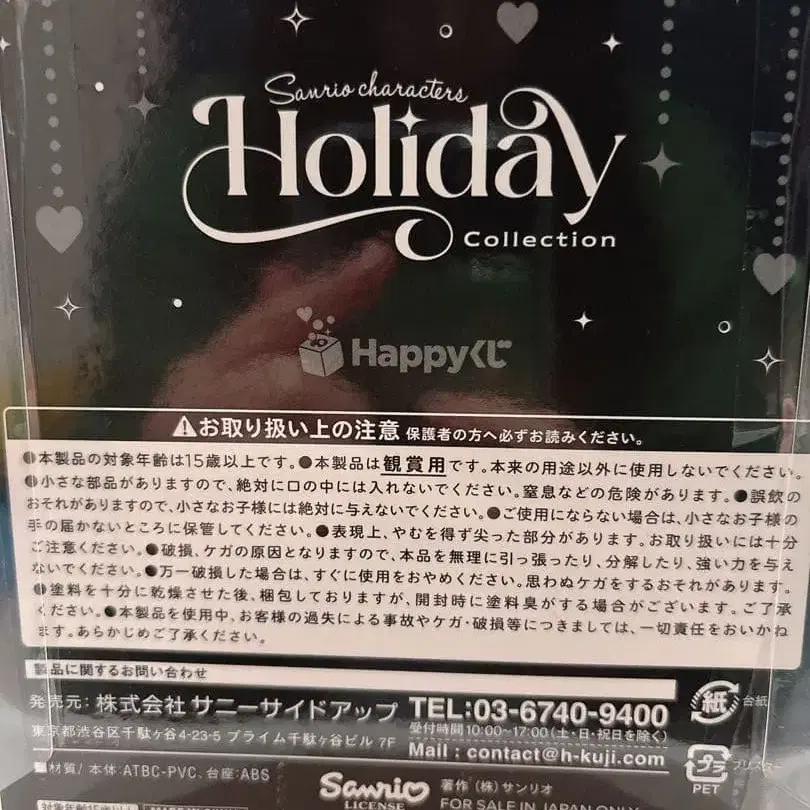 Sanrio characters
Holiday
Collection
Happyくじ
お取り扱い上の注意 保護者の方へ必ずお読みください。
●本製品の対象年齢は15歳以上です。●本製品は観賞用です。本来の用途以外に使用しないでください。
●小さな部品がありますので、絶対に口の中には入れないでください。窒息などの危険があります。●誤飲の
おそれがありますので、小さなお子様には絶対に与えないでください。●ご使用にならない場合は、小さなお子様の
手の届かないところに保管してください。●表現上、やむを得ず尖った部分があります。お取り扱いには十分
ご注意ください。●破損、ケガの原因となりますので、本品を無理に引っ張ったり、分解したり、強い力を与え
ないでください。●万一破損した場合は、すぐに使用をおやめください。思わぬケガをするおそれがあります。
●塗料を十分に乾燥させた後、梱包しておりますが、開封時に塗料臭がする場合がございます。ご了承
ください。●本製品を使用中、お客様の過失による事故やケガ・破損等につきましては、一切責任をおいかね
ます。あらかじめご了承ください。
製品に関するお問い合わせ
発売元：株式会社 サニーサイドアップ TEL:03-6740-9400
東京都渋谷区千駄ヶ谷4-23-5 プライム千駄ヶ谷ビル 7F 受付時間10:00~17:00(土・日・祝日を除く)
Mail : contact@h-kuji.com
紙 台紙
プラ ブリスター
PET
■材質/本体:ATBC-PVC、台座:ABS
Sanrio 著作 (株)サンリオ
LICENSE FOR SALE IN JAPAN ONLY
対象年齢15歳以上